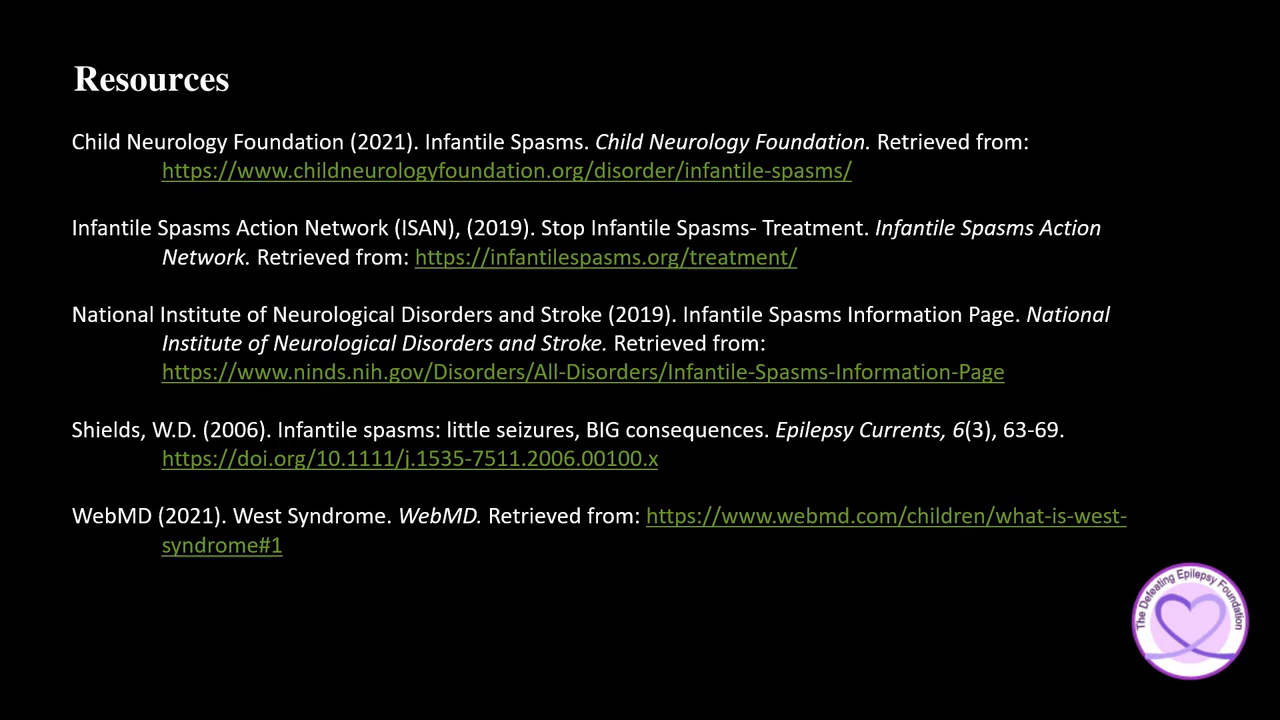 Resources
Child Neurology Foundation (2021). Infantile Spasms. Child Neurology Foundation. Retrieved from:
https://www.childneurologyfoundation.org/disorder/infantile-spasms/
Infantile Spasms Action Network (ISAN), (2019). Stop Infantile Spasms- Treatment. Infantile Spasms Action
Network. Retrieved from: https://infantilespasms.org/treatment/
National Institute of Neurological Disorders and Stroke (2019). Infantile Spasms Information Page. National
Institute of Neurological Disorders and Stroke. Retrieved from:
https://www.ninds.nih.gov/Disorders/All-Disorders/Infantile-Spasms-Information-Page
Shields, W.D. (2006). Infantile spasms: little seizures, BIG consequences. Epilepsy Currents, 6(3), 63-69.
https://doi.org/10.1111/j.1535-7511.2006.00100.x
WebMD (2021). West Syndrome. WebMD. Retrieved from: https://www.webmd.com/children/what-is-west-
syndrome#1
The Defeating Epilepsy Foundation